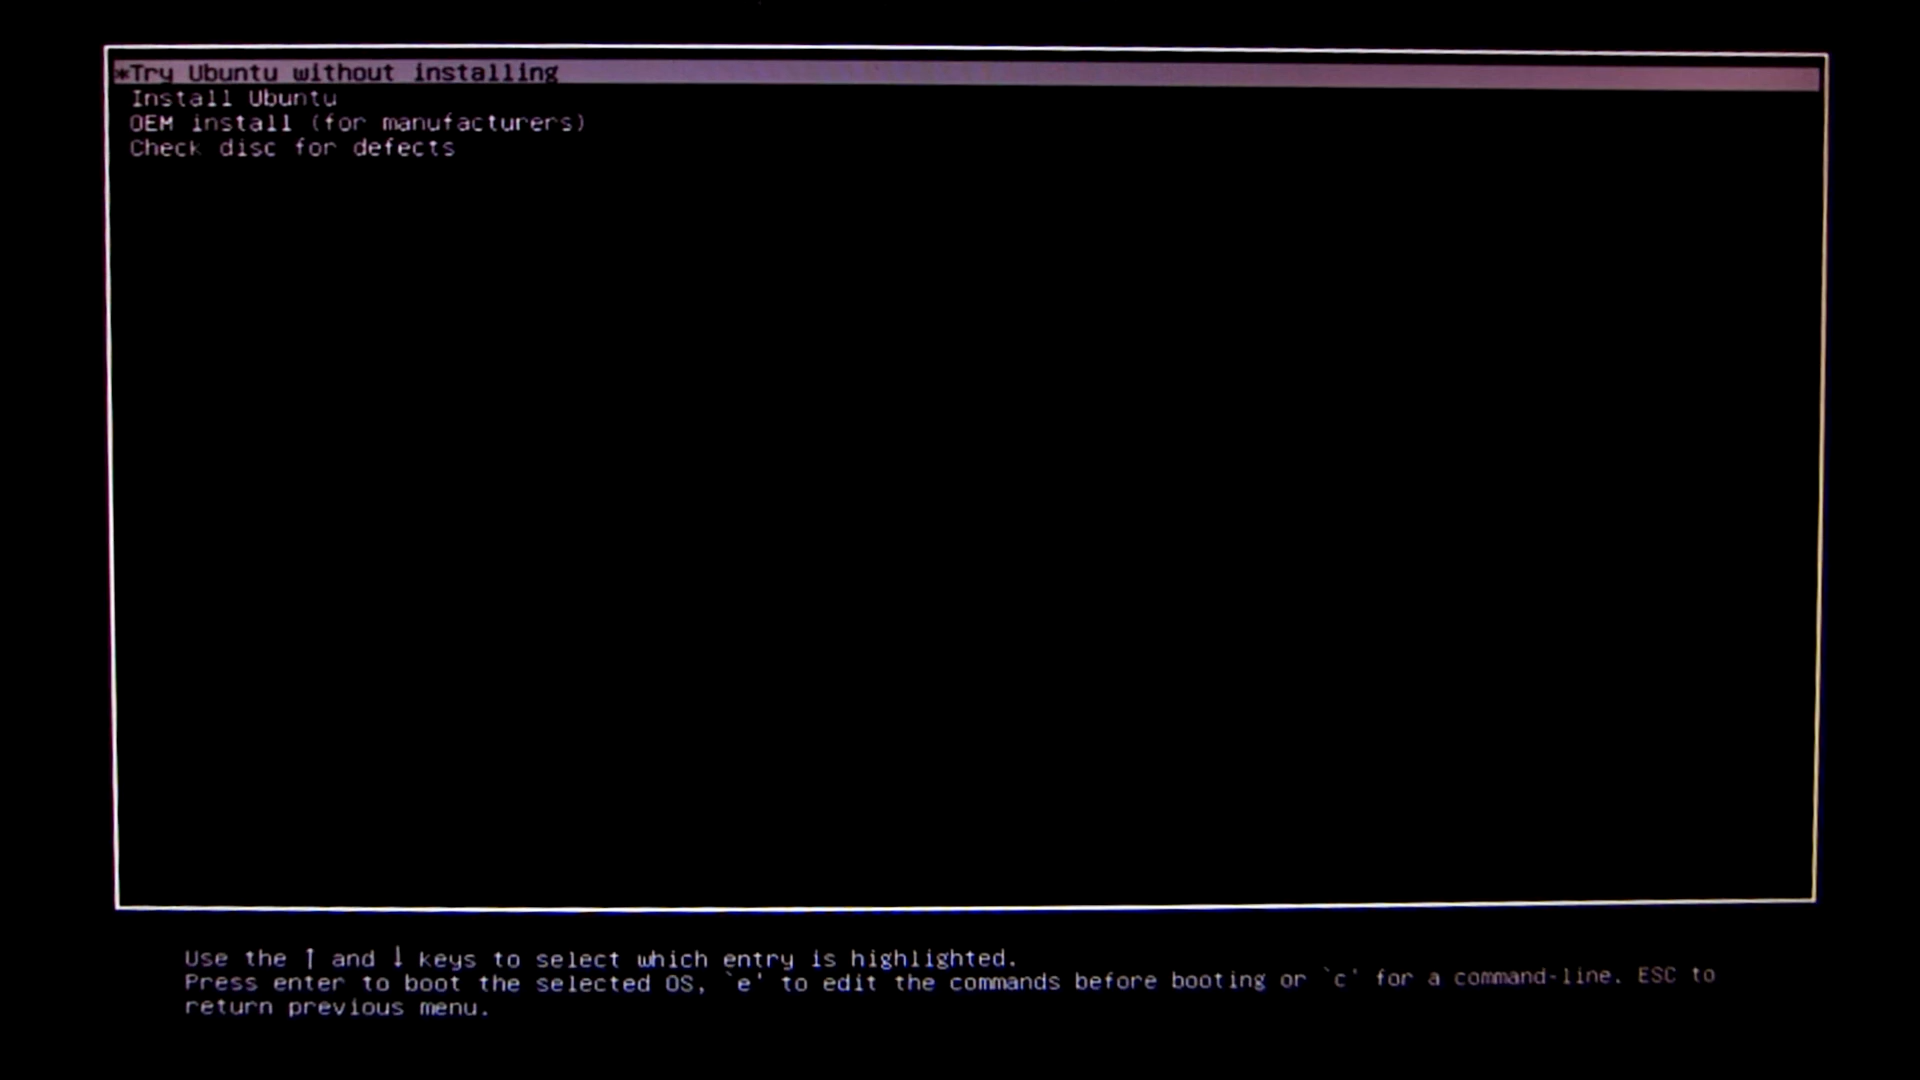 *Try Ubuntu without installing
Install Ubuntu
OEM install (for manufacturers)
Check disc for defects
Use the ↑ and ↓ keys to select which entry is highlighted.
Press enter to boot the selected OS, `e' to edit the commands before booting or `c' for a command-line. ESC to
return previous menu.